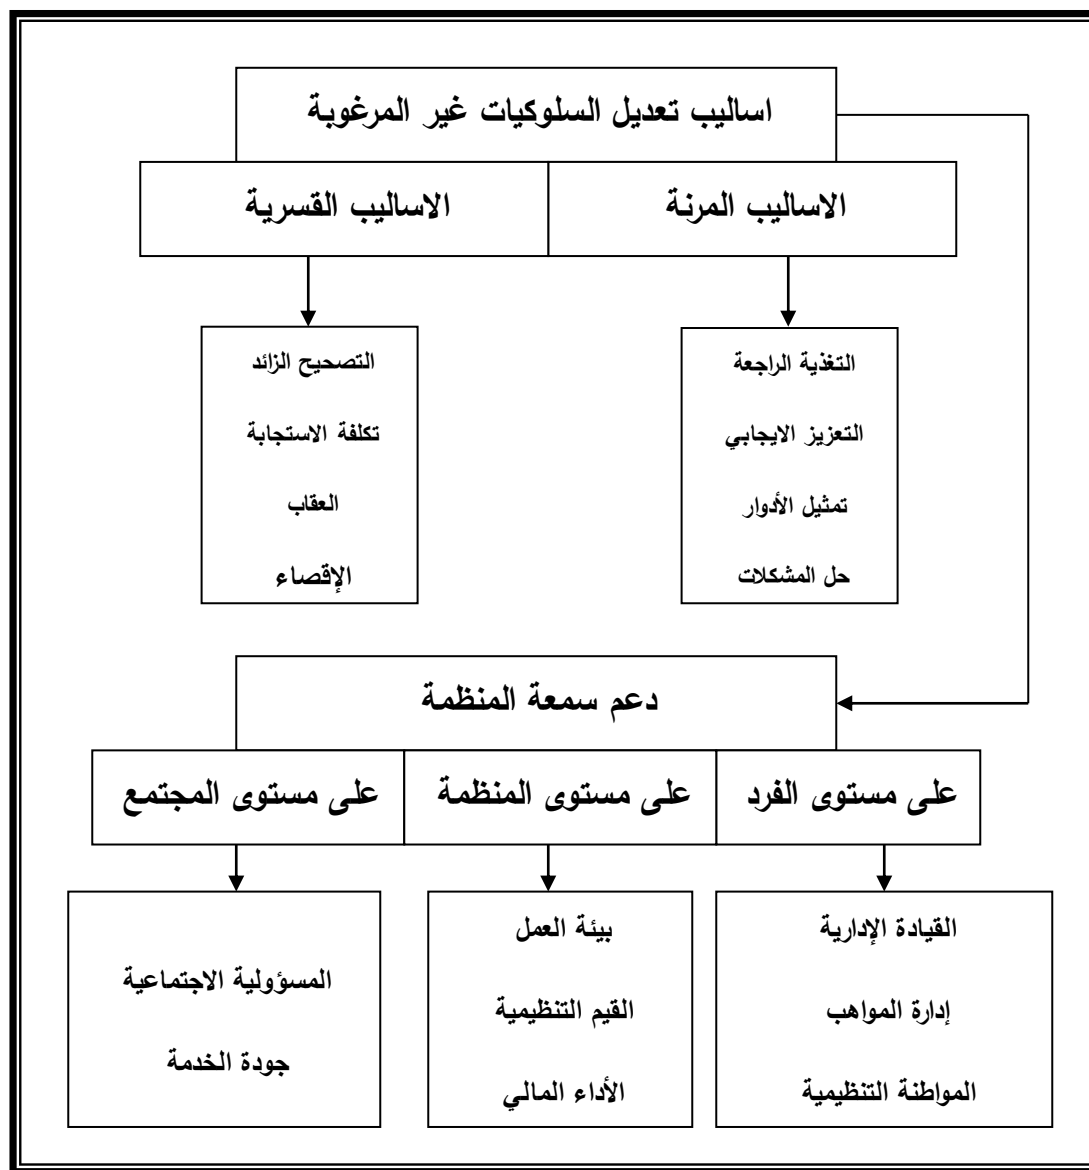 اساليب تعديل السلوكيات غير المرغوبة
الاساليب المرنة
الاساليب القسرية
التغذية الراجعة
التعزيز الايجابي
تمثيل الأدوار
حل المشكلات
التصحيح الزائد
تكلفة الاستجابة
العقاب
الإقصاء
دعم سمعة المنظمة
على مستوى الفرد
على مستوى المنظمة
على مستوى المجتمع
القيادة الإدارية
إدارة المواهب
المواطنة التنظيمية
بيئة العمل
القيم التنظيمية
الأداء المالي
المسؤولية الاجتماعية
جودة الخدمة